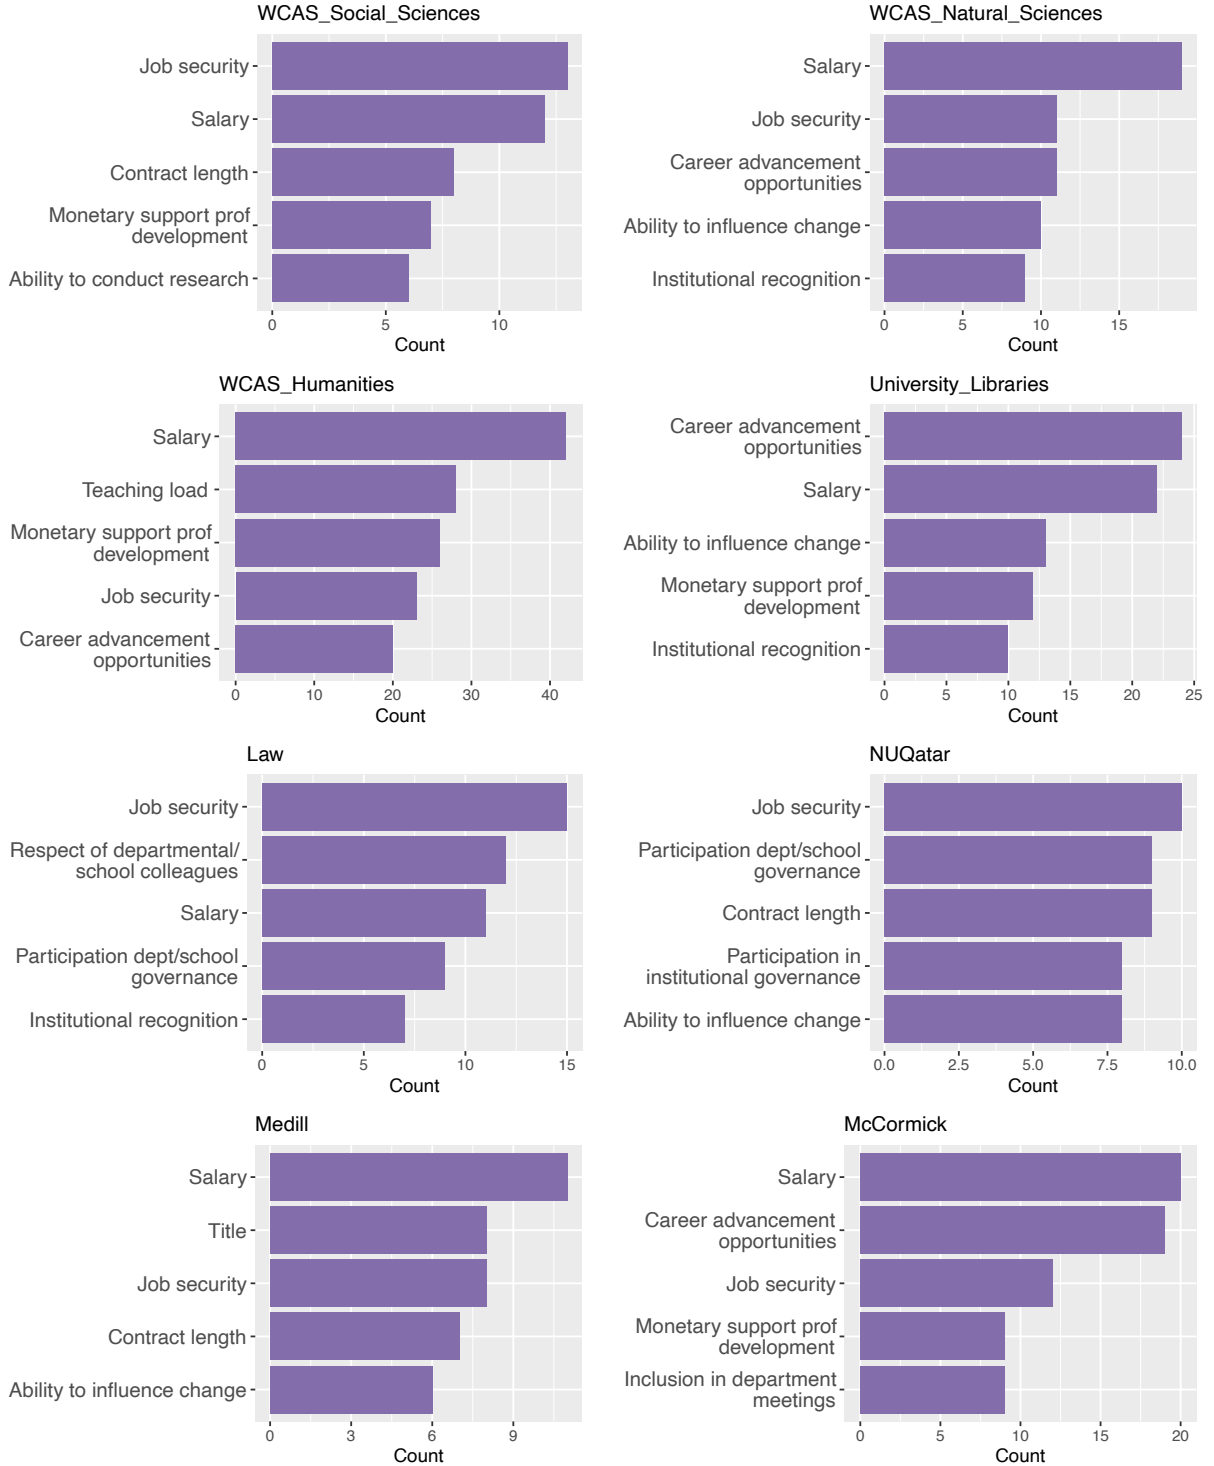 WCAS_Social_Sciences
Job security
Salary
Contract length
Monetary support prof
development
Ability to conduct research
0 5 10
Count
WCAS_Natural_Sciences
Salary
Job security
Career advancement
opportunities
Ability to influence change
Institutional recognition
0 5 10 15
Count
WCAS_Humanities
Salary
Teaching load
Monetary support prof
development
Job security
Career advancement
opportunities
0 10 20 30 40
Count
University_Libraries
Career advancement
opportunities
Salary
Ability to influence change
Monetary support prof
development
Institutional recognition
0 5 10 15 20 25
Count
Law
Job security
Respect of departmental/
school colleagues
Salary
Participation dept/school
governance
Institutional recognition
0 5 10 15
Count
NUQatar
Job security
Participation dept/school
governance
Contract length
Participation in
institutional governance
Ability to influence change
0.0 2.5 5.0 7.5 10.0
Count
Medill
Salary
Title
Job security
Contract length
Ability to influence change
0 3 6 9
Count
McCormick
Salary
Career advancement
opportunities
Job security
Monetary support prof
development
Inclusion in department
meetings
0 5 10 15 20
Count